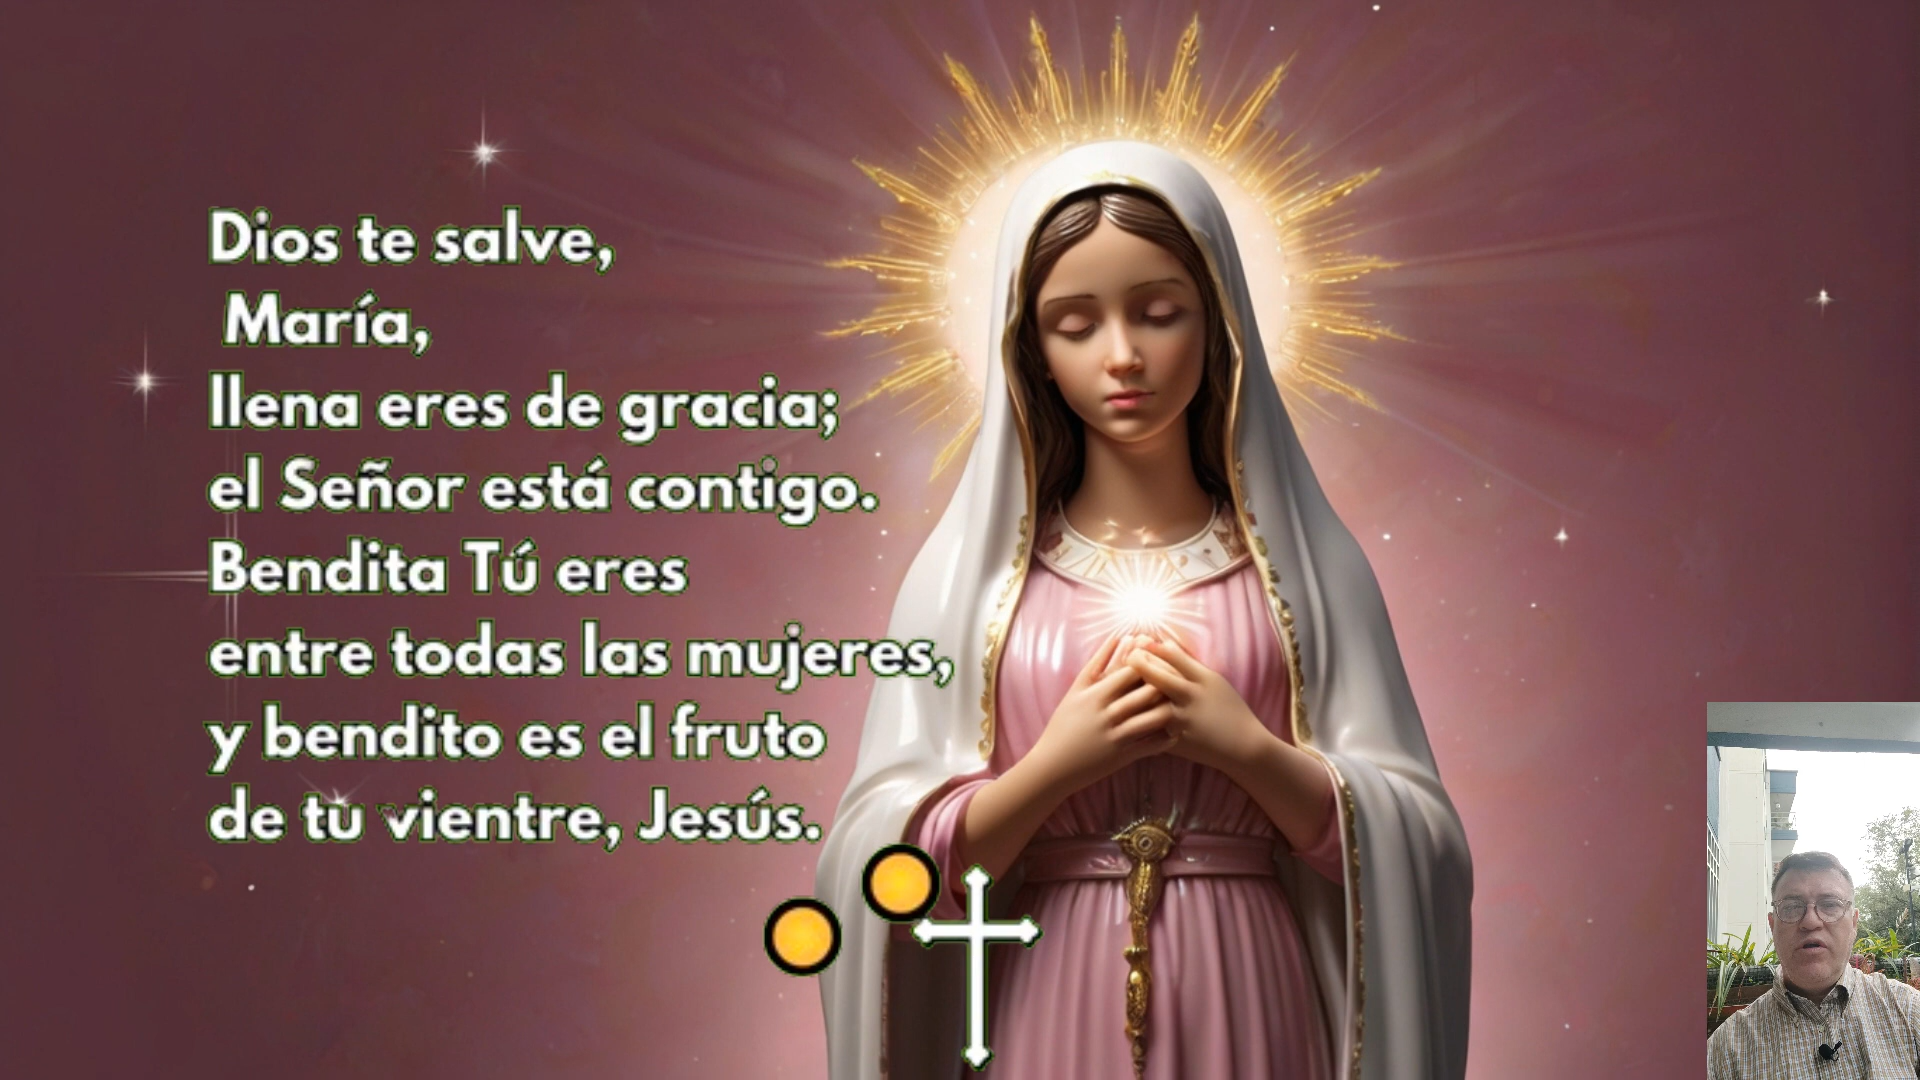 Dios te salve,
María,
llena eres de gracia;
el Señor está contigo.
Bendita Tú eres
entre todas las mujeres,
y bendito es el fruto
de tu vientre, Jesús.